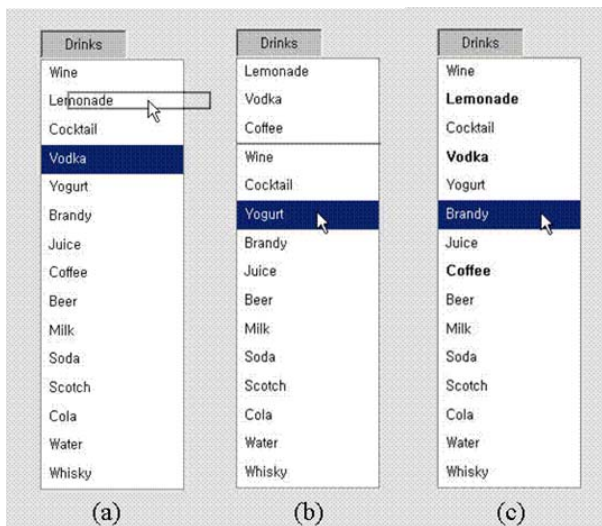 Drinks
Wine
Lemonade
Cocktail
Vodka
Yogurt
Brandy
Juice
Coffee
Beer
Milk
Soda
Scotch
Cola
Water
Whisky
(a)
Drinks
Lemonade
Vodka
Coffee
Wine
Cocktail
Yogurt
Brandy
Juice
Beer
Milk
Soda
Scotch
Cola
Water
Whisky
(b)
Drinks
Wine
Lemonade
Cocktail
Vodka
Yogurt
Brandy
Juice
Coffee
Beer
Milk
Soda
Scotch
Cola
Water
Whisky
(c)